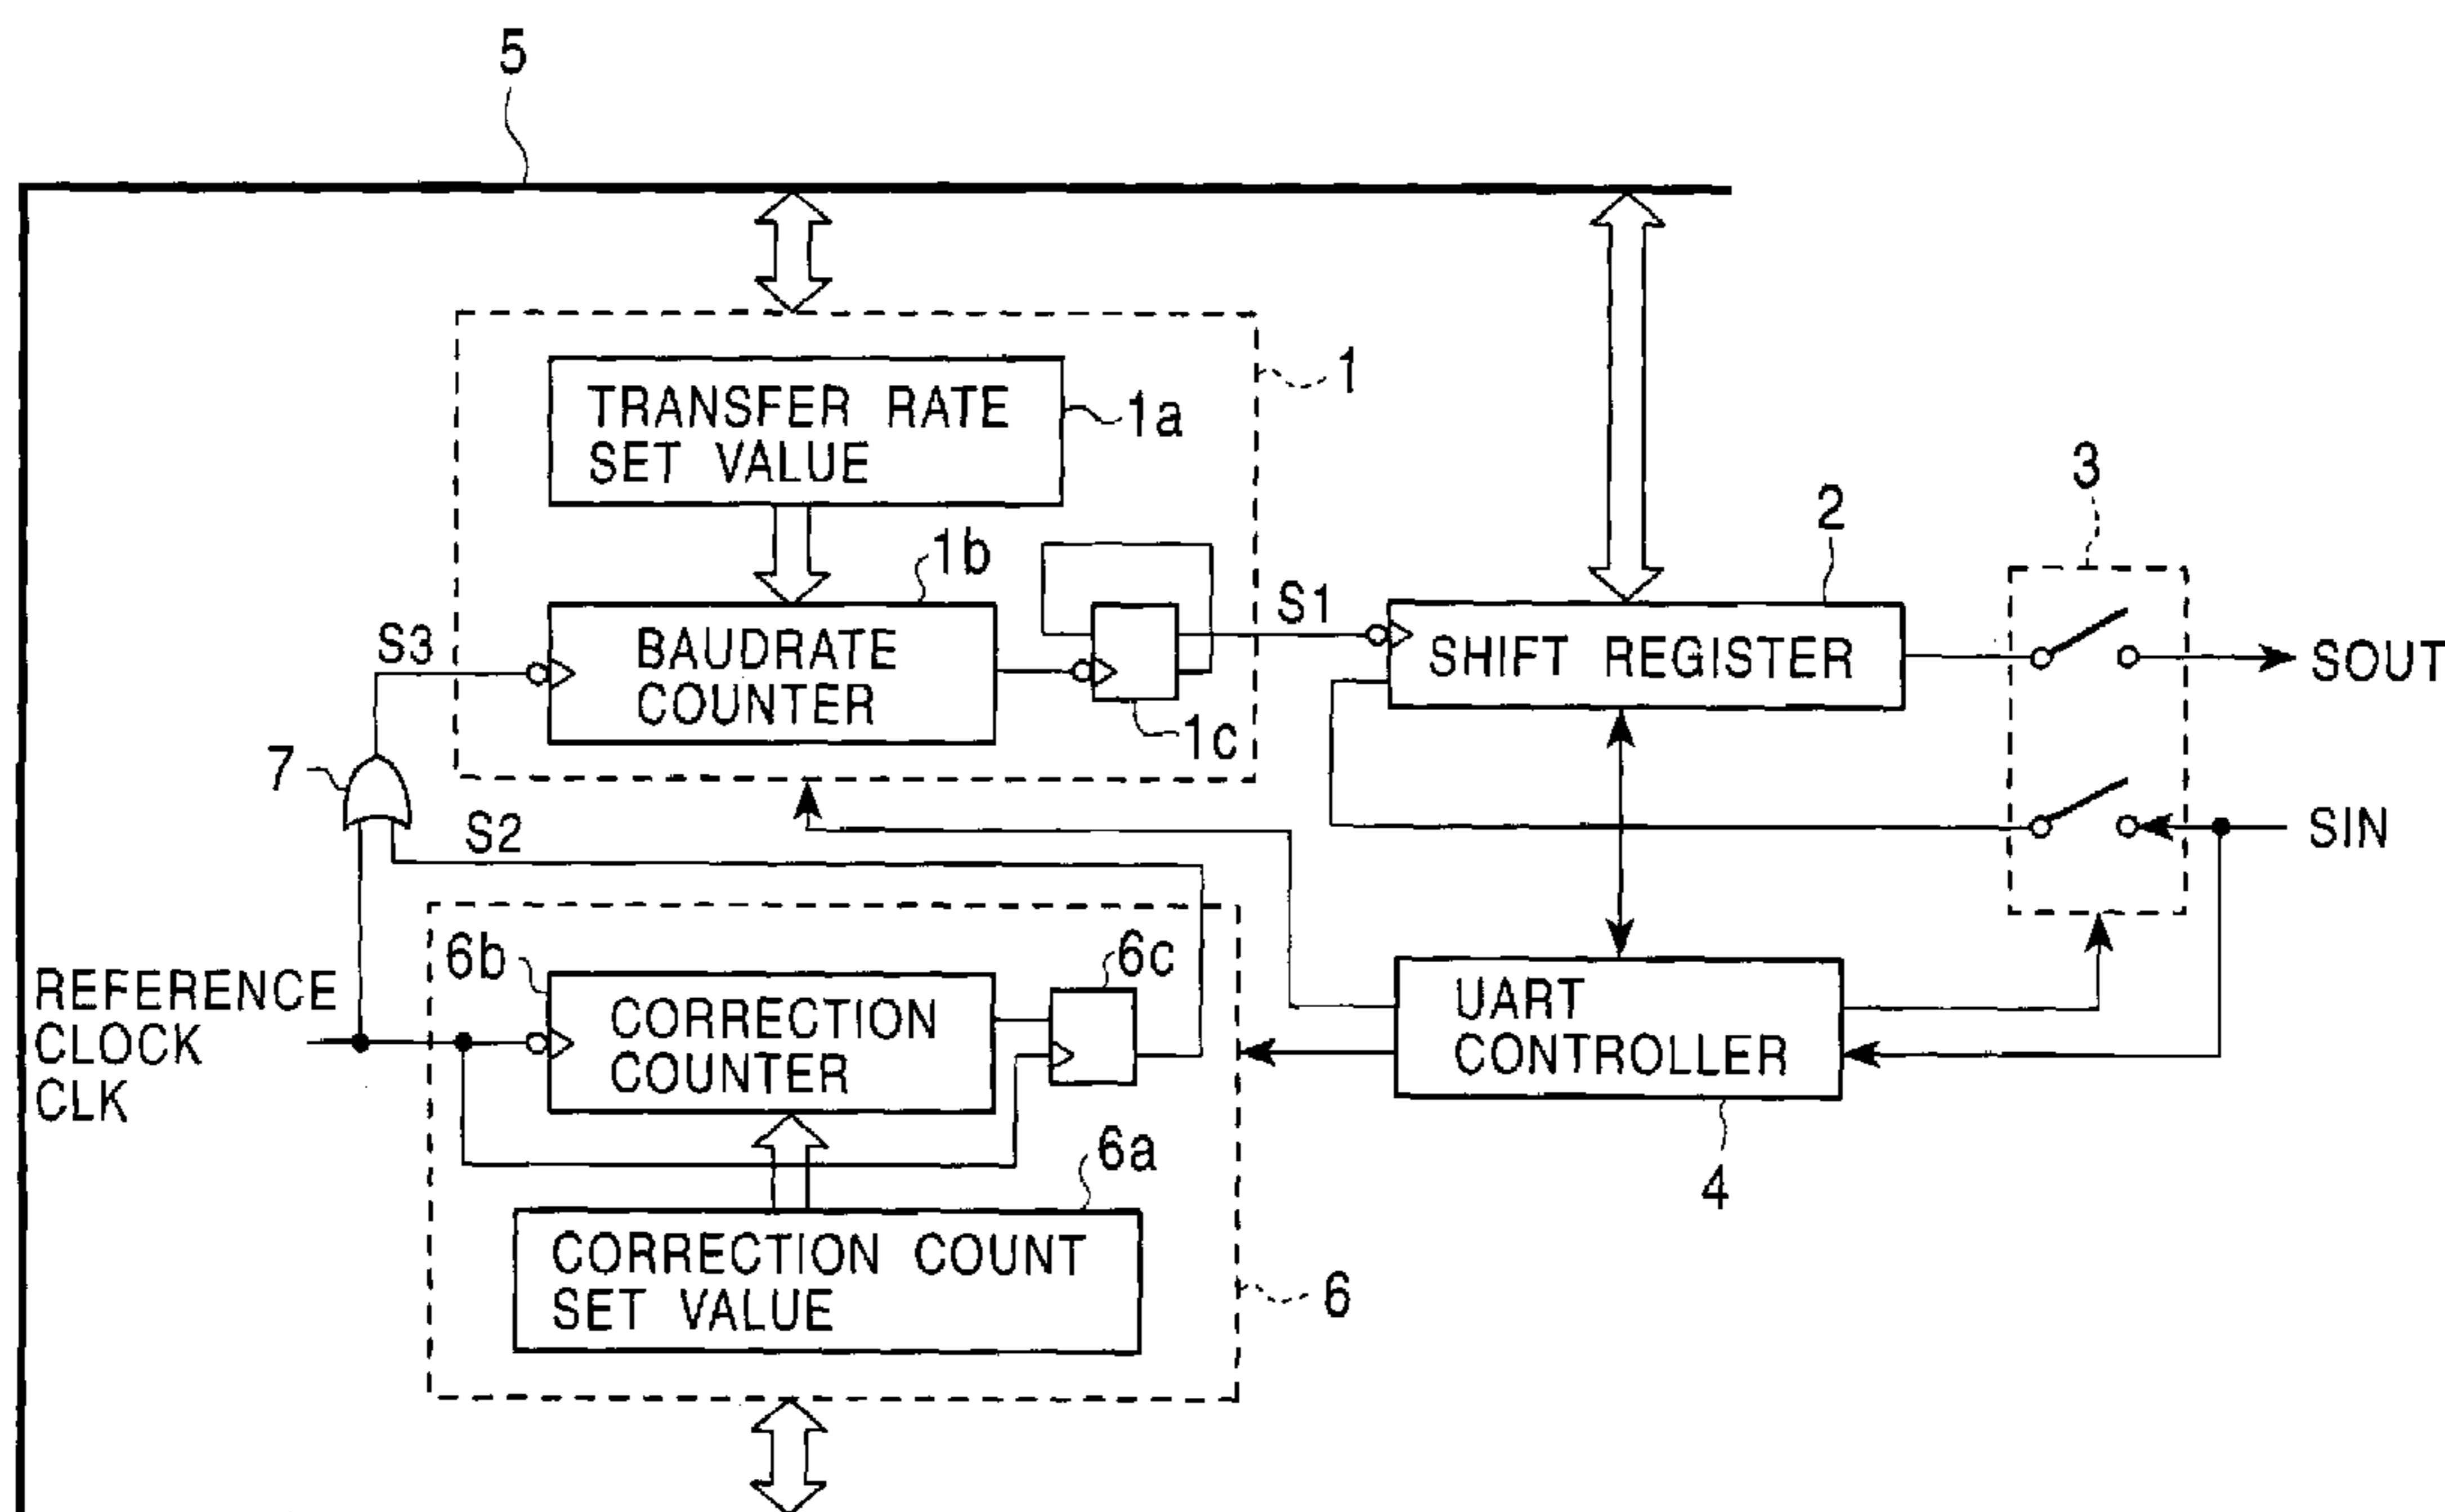 5
TRANSFER RATE
SET VALUE
1
1a
1b
BAUDRATE
COUNTER
1c
S3
S1
2
SHIFT REGISTER
3
SOUT
7
S2
SIN
REFERENCE
CLOCK
CLK
6b
CORRECTION
COUNTER
6c
UART
CONTROLLER
4
6a
CORRECTION COUNT
SET VALUE
6